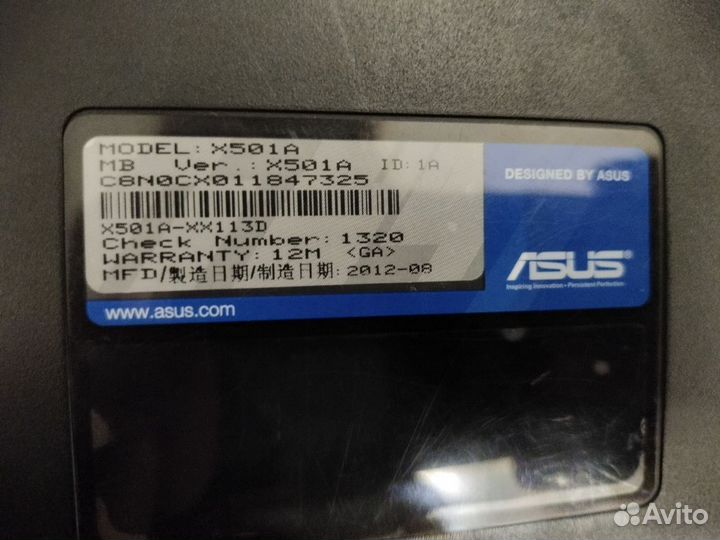 MODEL: X501A
MB Ver.: X501A ID: 1A
C8N0CX011847325
X501A-XX113D
Check Number: 1320
WARRANTY: 12M <GA>
MFD/製造日期/制造日期: 2012-08
www.asus.com
DESIGNED BY ASUS
ASUS®
Inspiring Innovation • Persistent Perfection
Avito